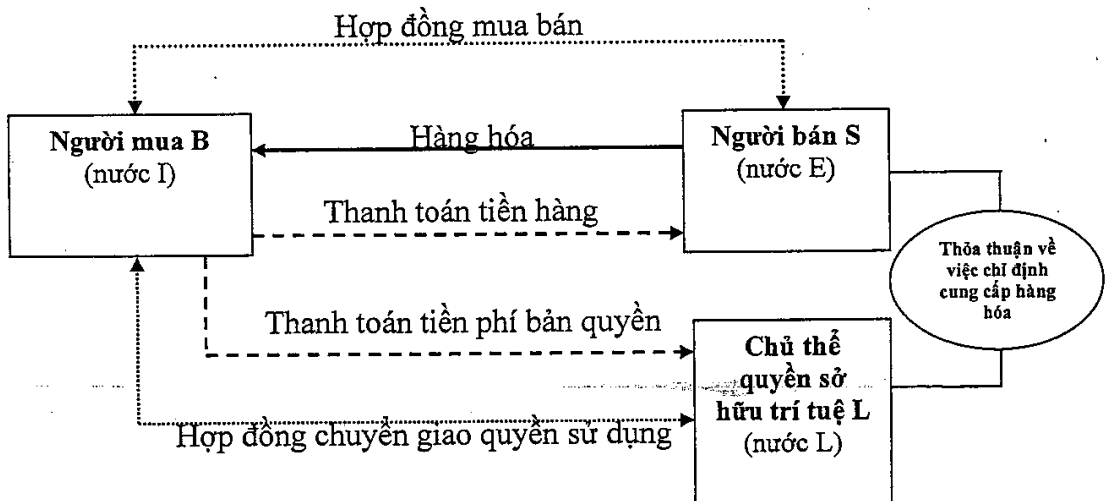 Hợp đồng mua bán
Người mua B
(nước I)
Hàng hóa
Người bán S
(nước E)
Thanh toán tiền hàng
Thỏa thuận về
việc chỉ định
cung cấp hàng
hóa
Thanh toán tiền phí bản quyền
Chủ thể
quyền sở
hữu trí tuệ L
(nước L)
Hợp đồng chuyển giao quyền sử dụng